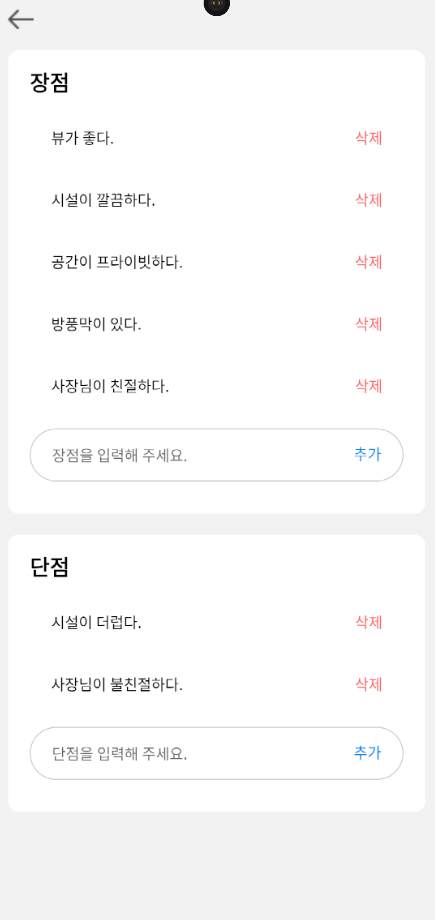 장점
뷰가 좋다. 삭제
시설이 깔끔하다. 삭제
공간이 프라이빗하다. 삭제
방풍막이 있다. 삭제
사장님이 친절하다. 삭제
장점을 입력해 주세요. 추가
단점
시설이 더럽다. 삭제
사장님이 불친절하다. 삭제
단점을 입력해 주세요. 추가